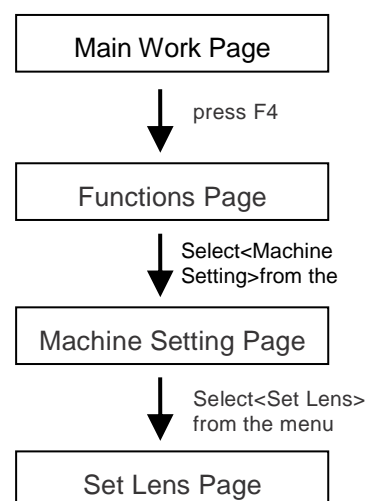 Main Work Page
press F4
Functions Page
Select<Machine
Setting>from the
Machine Setting Page
Select<Set Lens>
from the menu
Set Lens Page